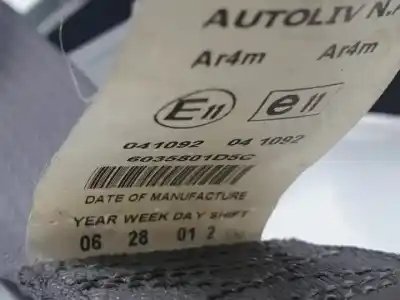 AUTOLIV N.
Ar4m Ar4m
E11 e11
041092 04 1092
6035801D5C
DATE OF MANUFACTURE
YEAR WEEK DAY SHIFT
06 28 01 2